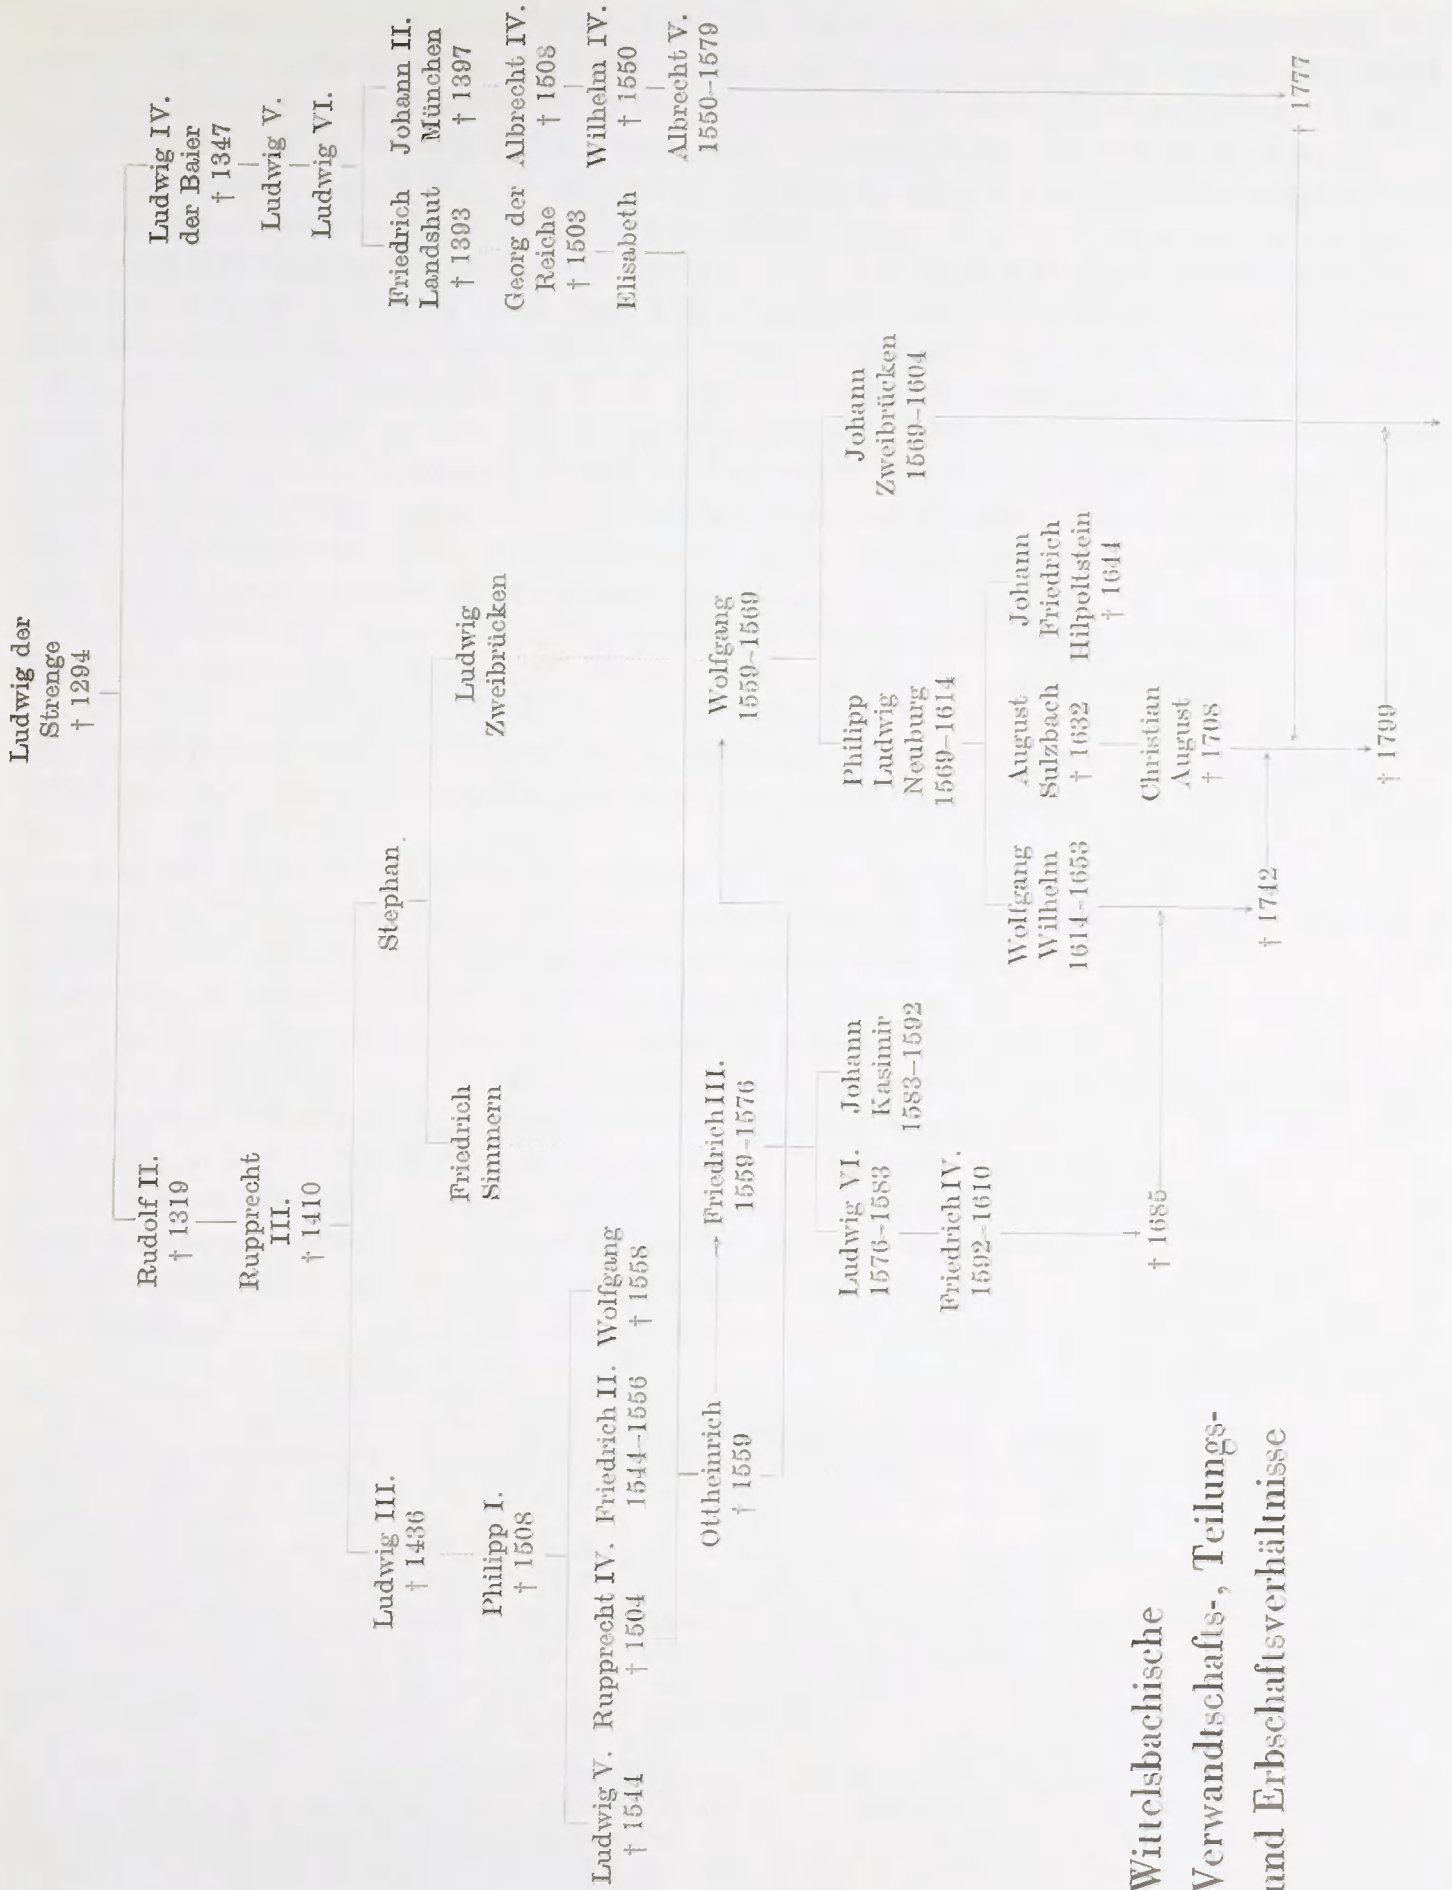 Ludwig der
Strenge
† 1294
Rudolf II.
† 1319
Ludwig IV.
der Baier
† 1347
Rupprecht
III.
† 1410
Ludwig V.
Ludwig VI.
Ludwig III.
† 1436
Stephan
Friedrich
Landshut
† 1393
Johann II.
München
† 1397
Friedrich
Simmern
Ludwig
Zweibrücken
Philipp I.
† 1508
Georg der
Reiche
† 1503
Albrecht IV.
† 1508
Ludwig V.
† 1544
Rupprecht IV.
† 1504
Friedrich II.
1544–1556
Wolfgang
† 1558
Elisabeth
Wilhelm IV.
† 1550
Albrecht V.
1550–1579
Ottheinrich
† 1559
Friedrich III.
1559–1576
Wolfgang
1559–1569
Ludwig VI.
1576–1583
Johann
Kasimir
1583–1592
Philipp
Ludwig
Neuburg
1569–1614
Johann
Zweibrücken
1569–1604
Friedrich IV.
1592–1610
Wolfgang
Wilhelm
1614–1653
August
Sulzbach
† 1632
Johann
Friedrich
Hilpoltstein
† 1644
Christian
August
† 1708
† 1685
† 1742
† 1777
† 1799
Wittelsbachische
Verwandtschafts-, Teilungs-
und Erbschaftsverhältnisse